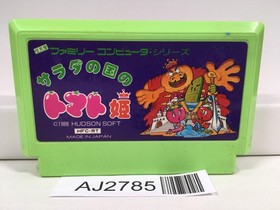 ファミリーコンピュータ・シリーズ
サラダの国の
トマト姫
©1988 HUDSON SOFT
HFC-ST
MADE IN JAPAN
AJ2785